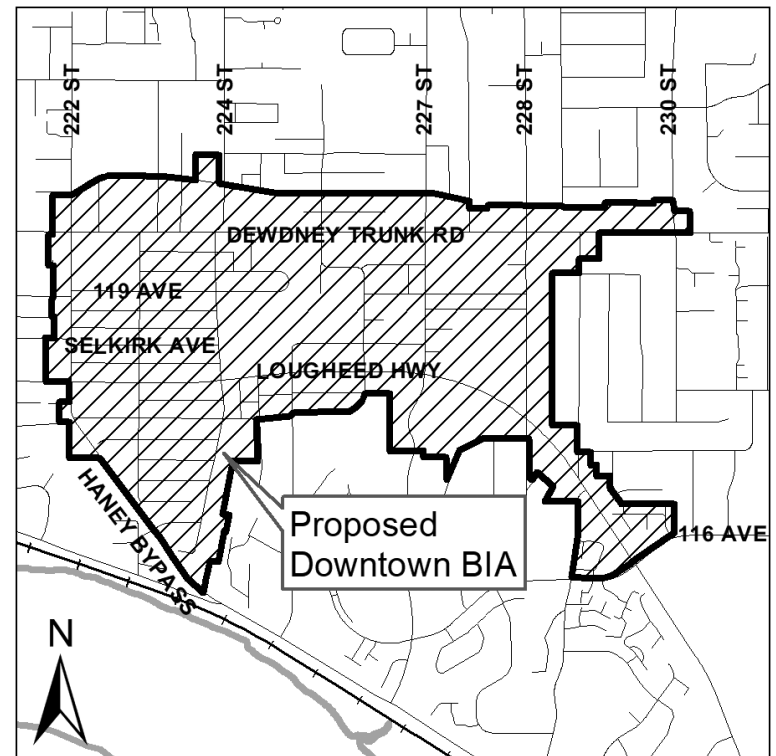 222 ST
224 ST
227 ST
228 ST
230 ST
DEWDNEY TRUNK RD
119 AVE
SELKIRK AVE
LOUGHEED HWY
HANEY BYPASS
Proposed
Downtown BIA
116 AVE
N